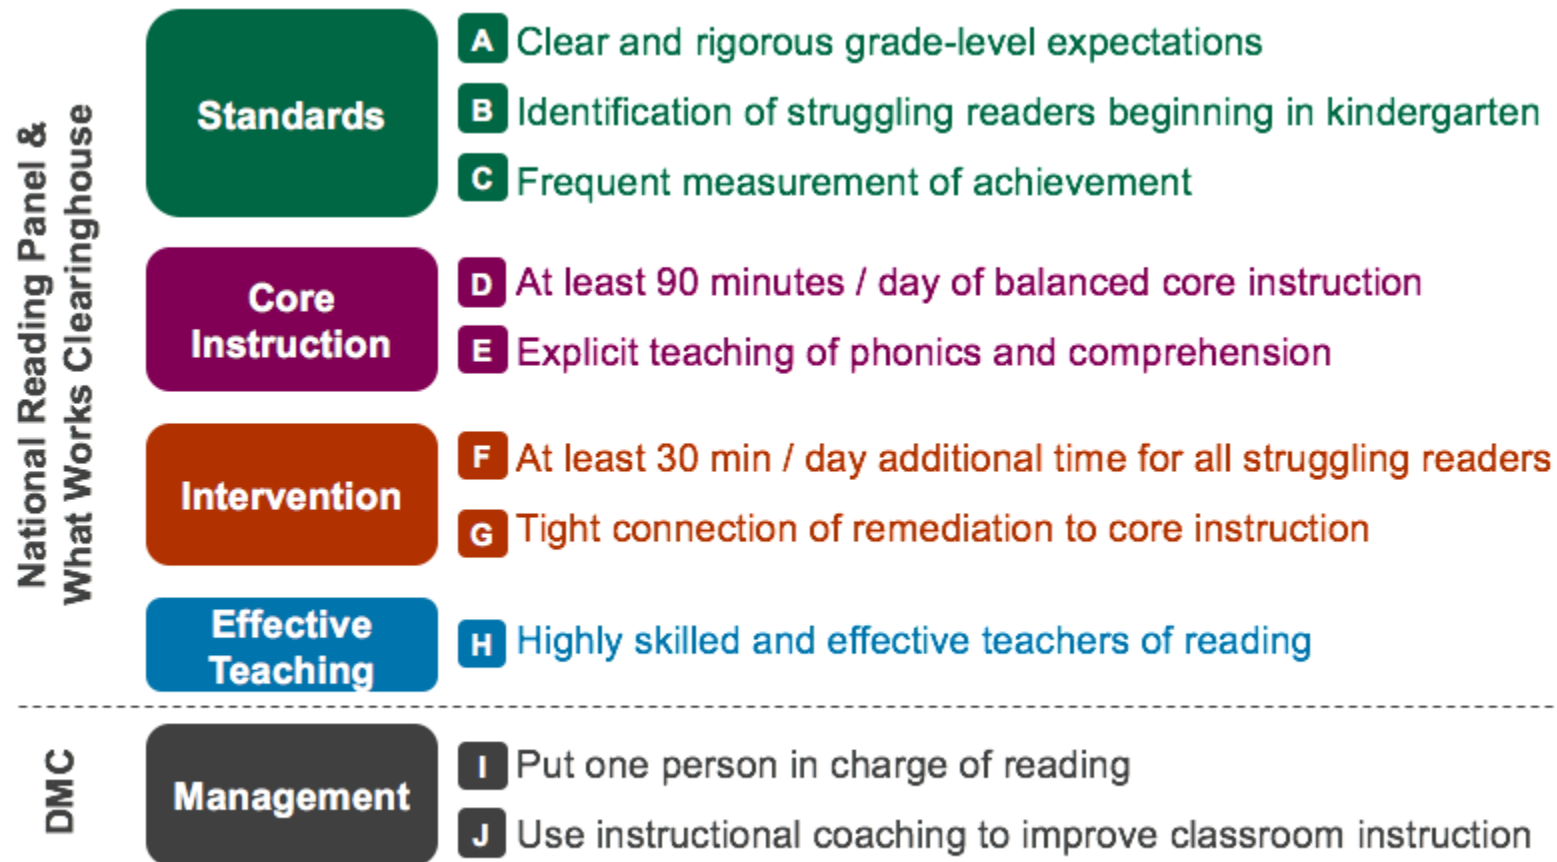 National Reading Panel &
What Works Clearinghouse
Standards
A Clear and rigorous grade-level expectations
B Identification of struggling readers beginning in kindergarten
C Frequent measurement of achievement
Core
Instruction
D At least 90 minutes / day of balanced core instruction
E Explicit teaching of phonics and comprehension
Intervention
F At least 30 min / day additional time for all struggling readers
G Tight connection of remediation to core instruction
Effective
Teaching
H Highly skilled and effective teachers of reading
DMC
Management
I Put one person in charge of reading
J Use instructional coaching to improve classroom instruction